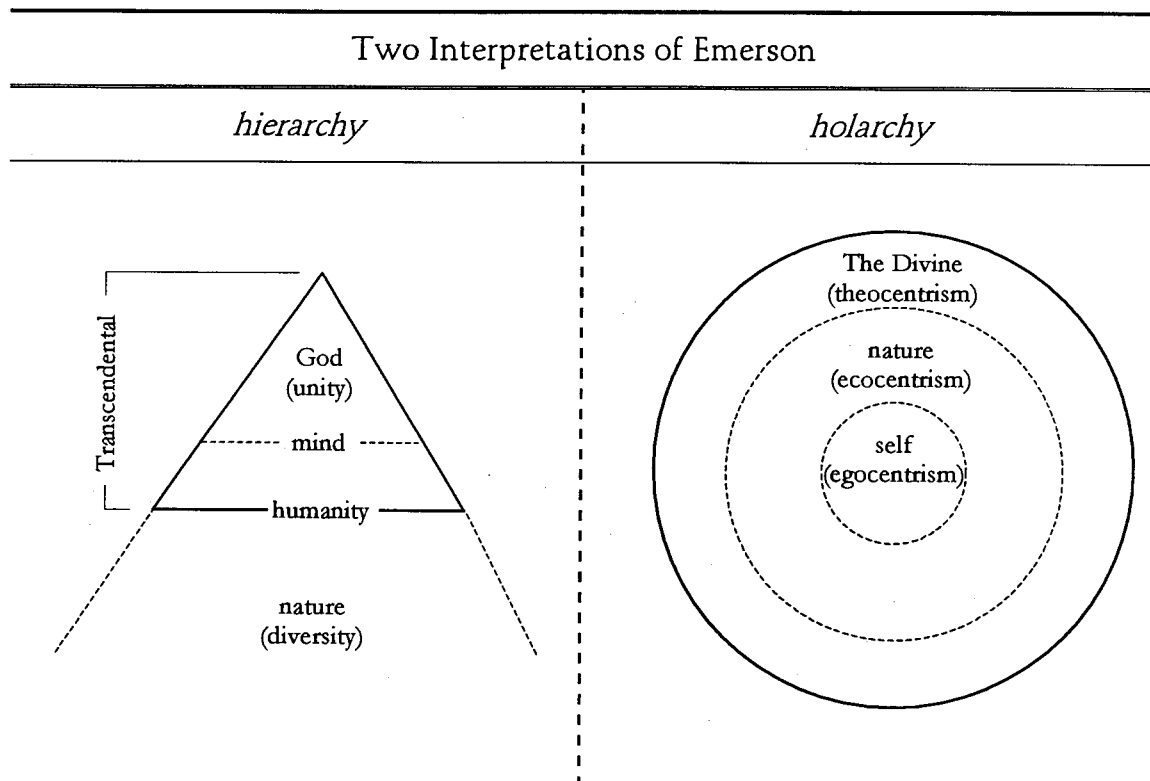 Two Interpretations of Emerson
hierarchy
holarchy
Transcendental
God
(unity)
mind
humanity
nature
(diversity)
The Divine
(theocentrism)
nature
(ecocentrism)
self
(egocentrism)